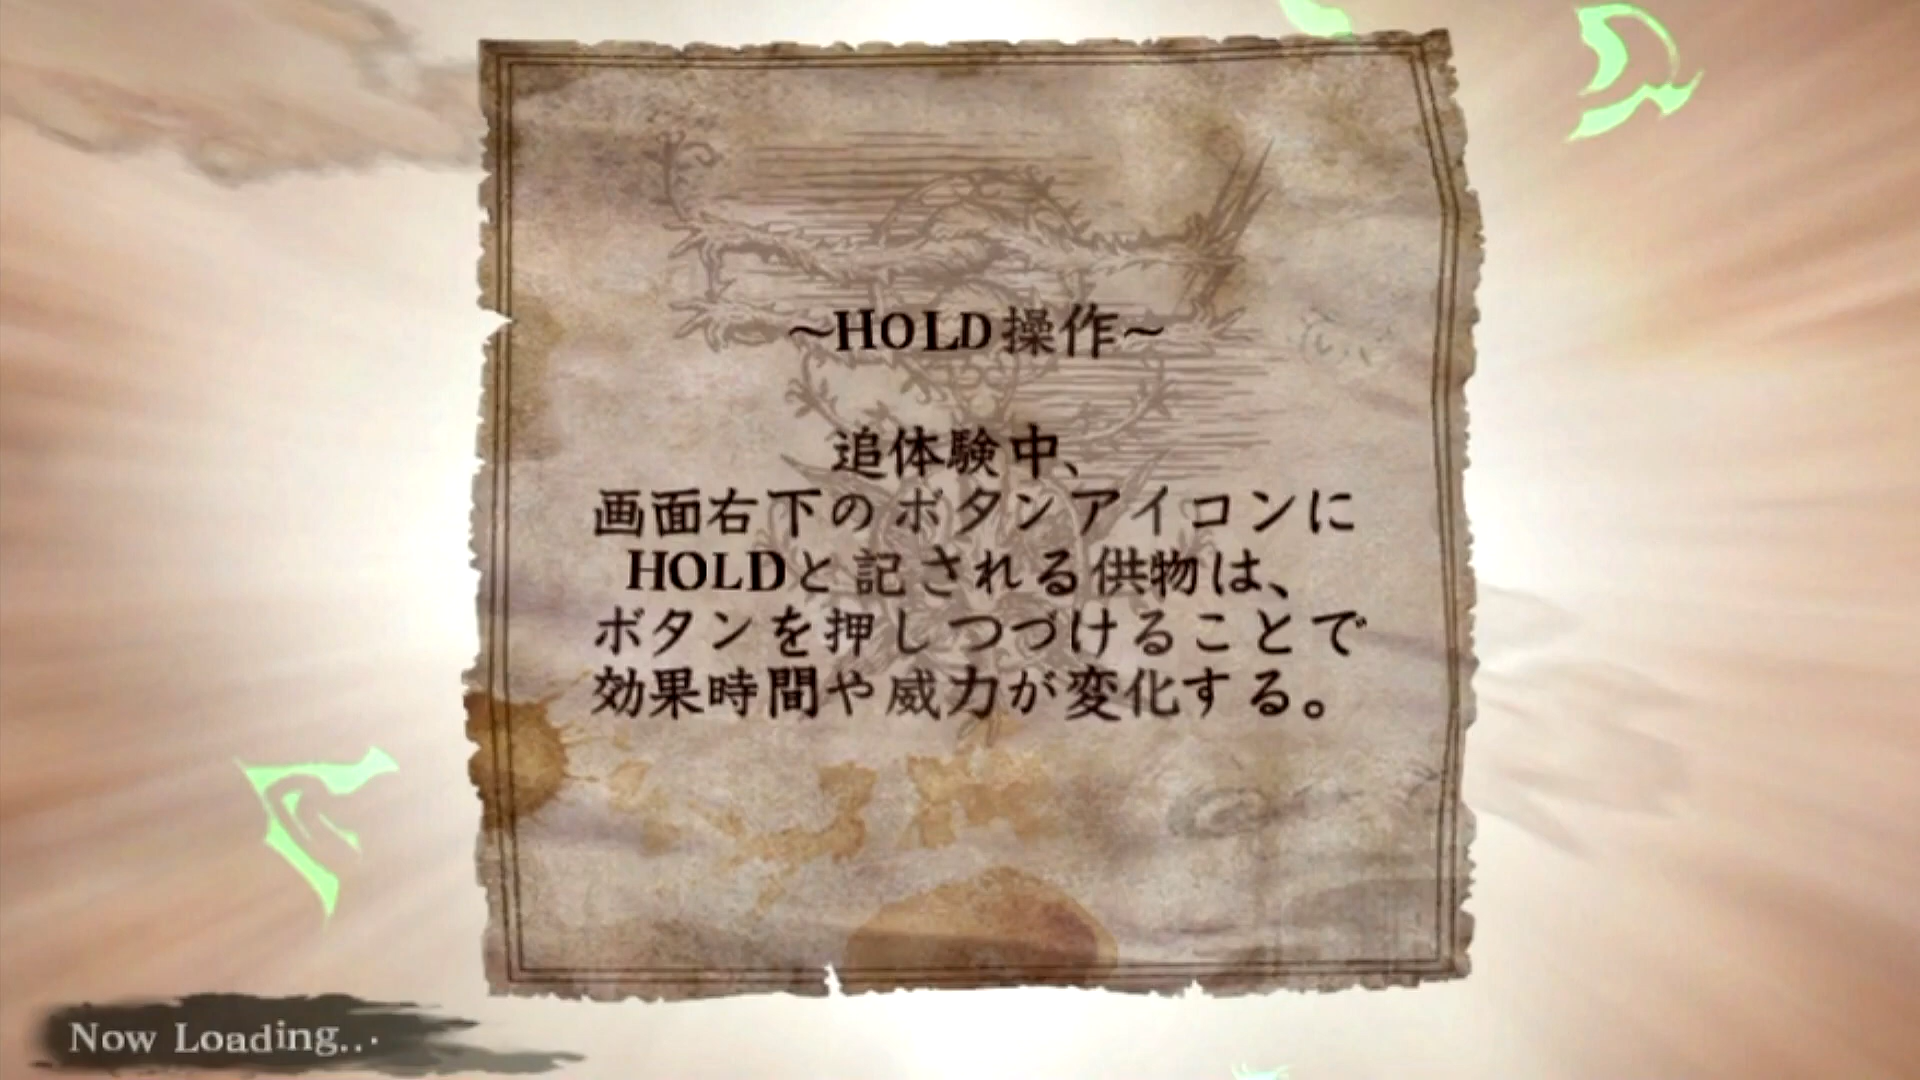 ～HOLD操作～
追体験中、
画面右下のボタンアイコンに
HOLDと記される供物は、
ボタンを押しつづけることで
効果時間や威力が変化する。
Now Loading...